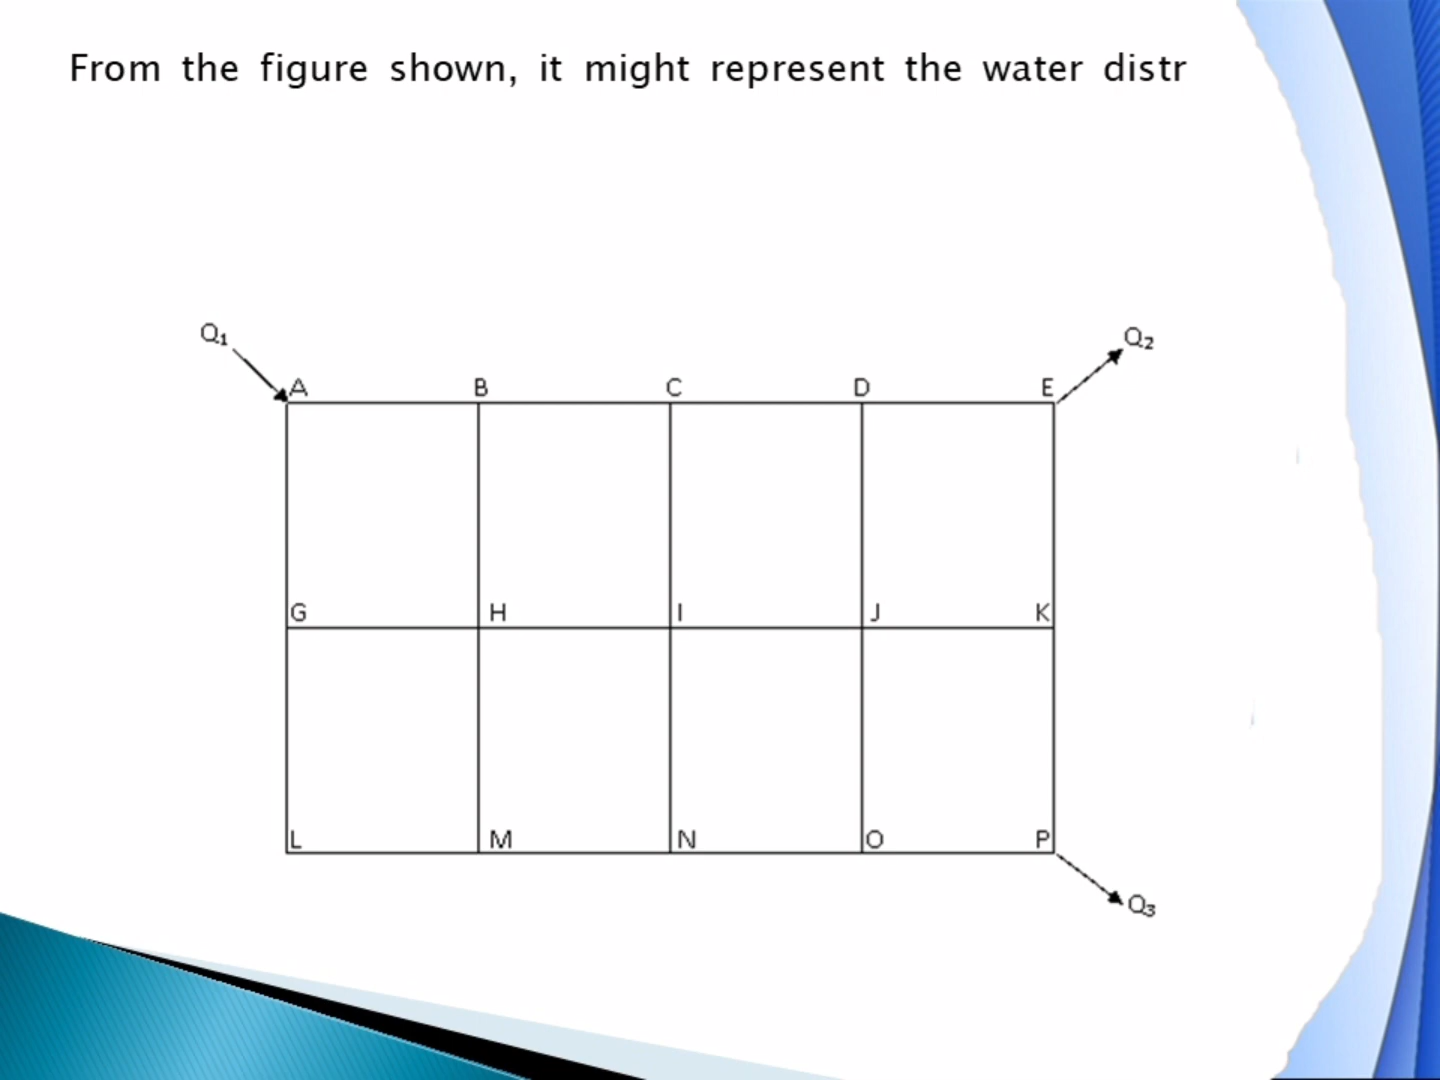 From the figure shown, it might represent the water distr
Q1
Q2
A B C D E
G H I J K
L M N O P
Q3